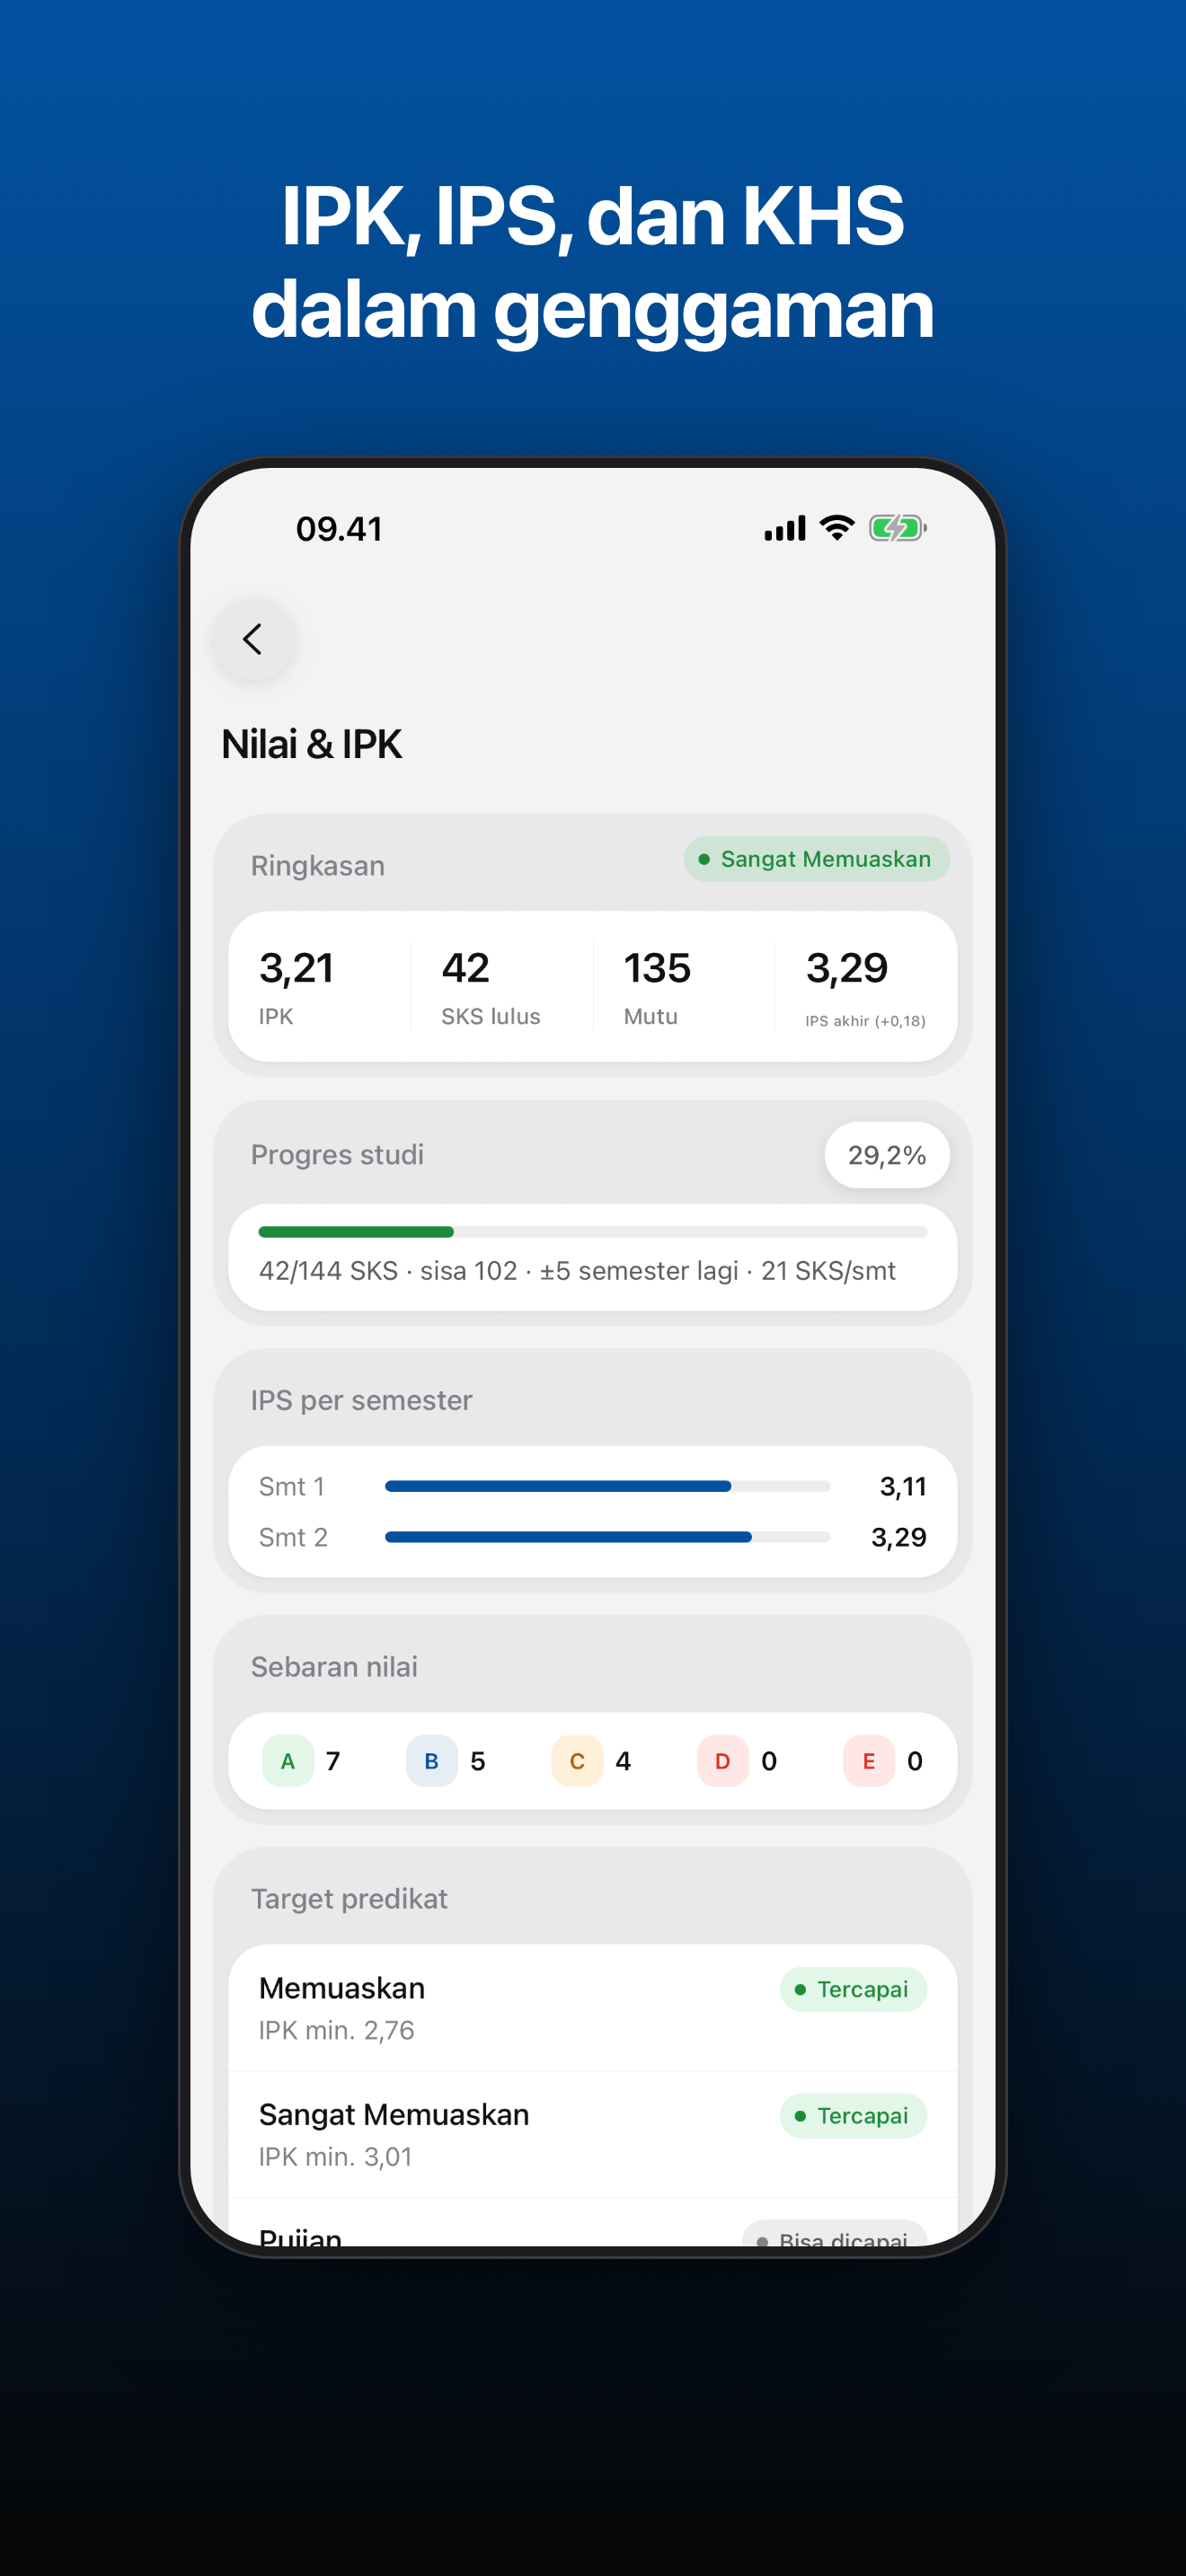 IPK, IPS, dan KHS
dalam genggaman
09.41
Nilai & IPK
Ringkasan
Sangat Memuaskan
3,21
IPK
42
SKS lulus
135
Mutu
3,29
IPS akhir (+0,18)
Progres studi
29,2%
42/144 SKS · sisa 102 · ±5 semester lagi · 21 SKS/smt
IPS per semester
Smt 1
3,11
Smt 2
3,29
Sebaran nilai
A 7
B 5
C 4
D 0
E 0
Target predikat
Memuaskan
Tercapai
IPK min. 2,76
Sangat Memuaskan
Tercapai
IPK min. 3,01
Pujian
Bisa dicapai